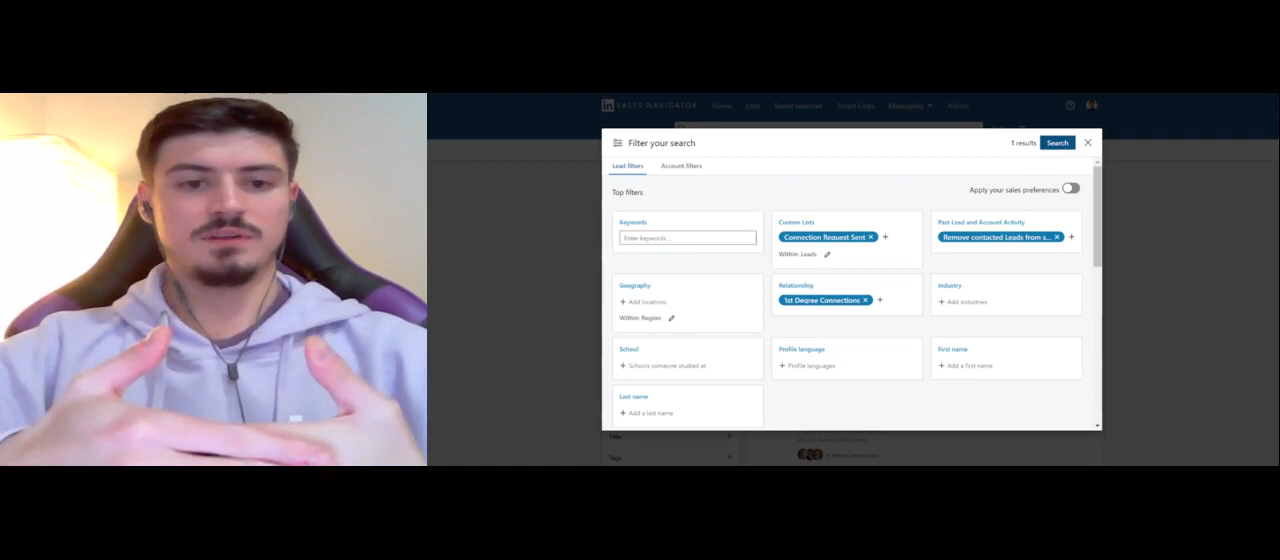 in SALES NAVIGATOR Home Lists Saved searches Smart Links Messaging Admin
Filter your search
1 results Search
Lead filters Account filters
Top filters
Apply your sales preferences
Keywords
Enter keywords ...
Custom Lists
Connection Request Sent
Within: Leads
Past Lead and Account Activity
Remove contacted Leads from s...
Geography
+ Add locations
Within: Region
Relationship
1st Degree Connections
Industry
+ Add industries
School
+ Schools someone studied at
Profile language
+ Profile languages
First name
+ Add a first name
Last name
+ Add a last name
Title
Tags